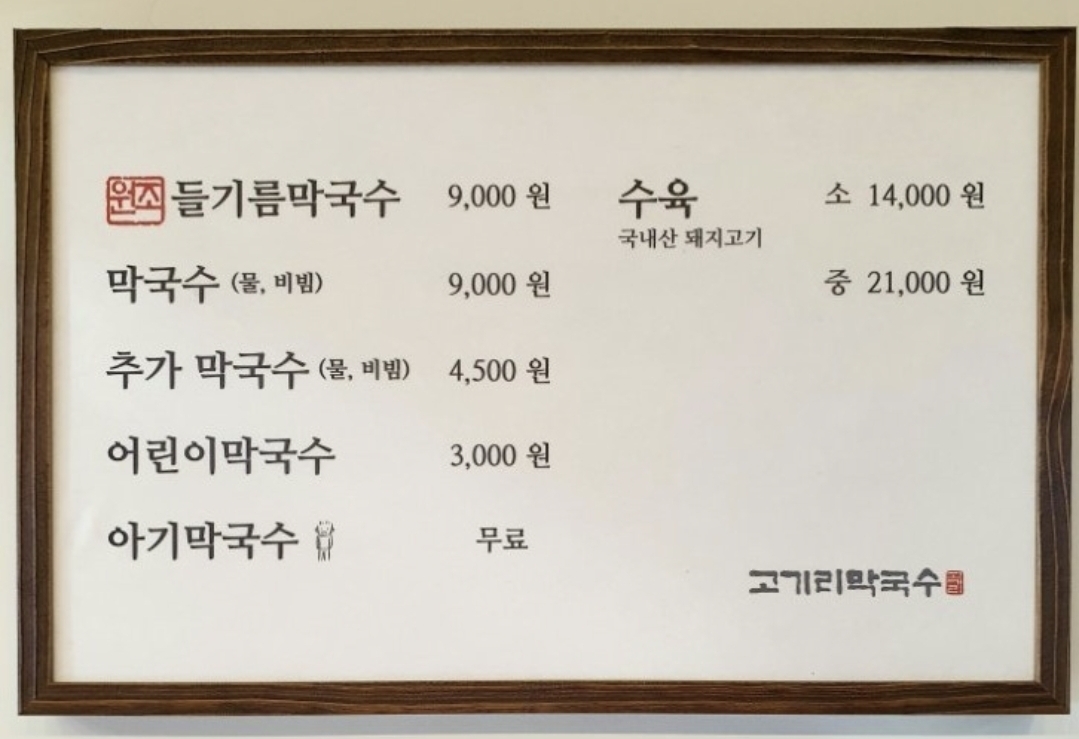 원조 들기름막국수 9,000 원
막국수 (물, 비빔) 9,000 원
추가 막국수 (물, 비빔) 4,500 원
어린이막국수 3,000 원
아기막국수 무료
수육 소 14,000 원
국내산 돼지고기
중 21,000 원
고기리막국수